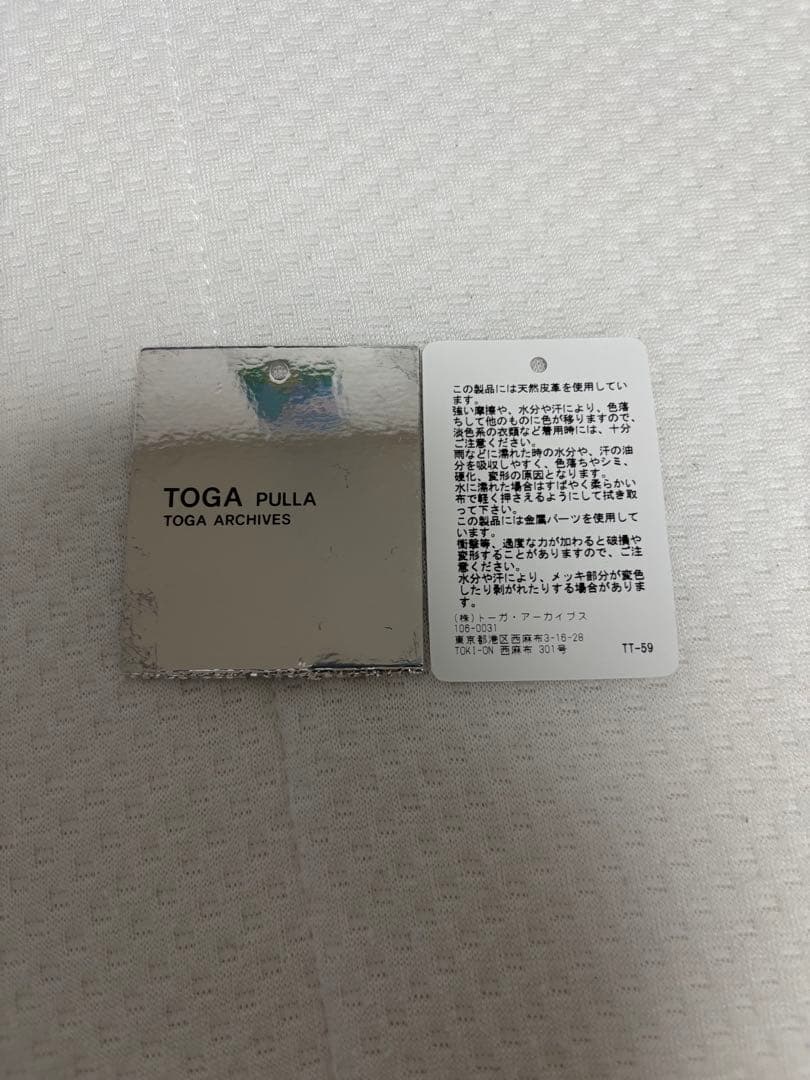 TOGA PULLA
TOGA ARCHIVES
この製品には天然皮革を使用してい
ます。
強い摩擦や、水分や汗により、色落
ちして他のものに色が移りますので、
淡色系の衣類など着用時には、十分
ご注意ください。
雨などに濡れた時の水分や、汗の油
分を吸収しやすく、色落ちやシミ、
硬化、変形の原因となります。
水に濡れた場合はすばやく柔らかい
布で軽く押さえるようにして拭き取
って下さい。
この製品には金属パーツを使用して
います。
衝撃等、過度な力が加わると破損や
変形することがありますので、ご注
意ください。
水分や汗により、メッキ部分が変色
したり剥がれたりする場合がありま
す。
(株)トーガ・アーカイブス
106-0031
東京都港区西麻布3-16-28
TOKI-ON 西麻布 301号
TT-59